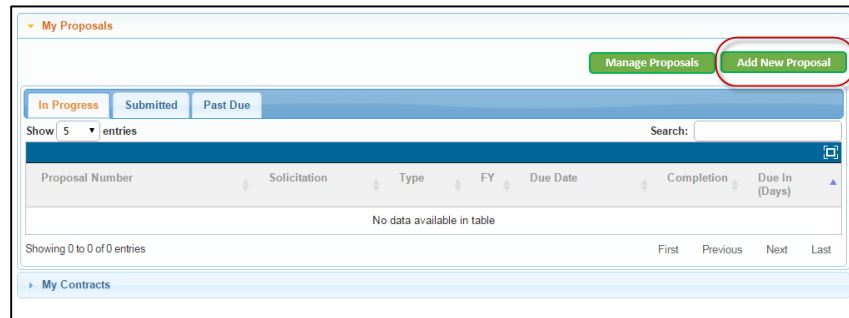 My Proposals
Manage Proposals Add New Proposal
In Progress Submitted Past Due
Show 5 entries Search:
Proposal Number Solicitation Type FY Due Date Completion Due In
(Days)
No data available in table
Showing 0 to 0 of 0 entries First Previous Next Last
My Contracts